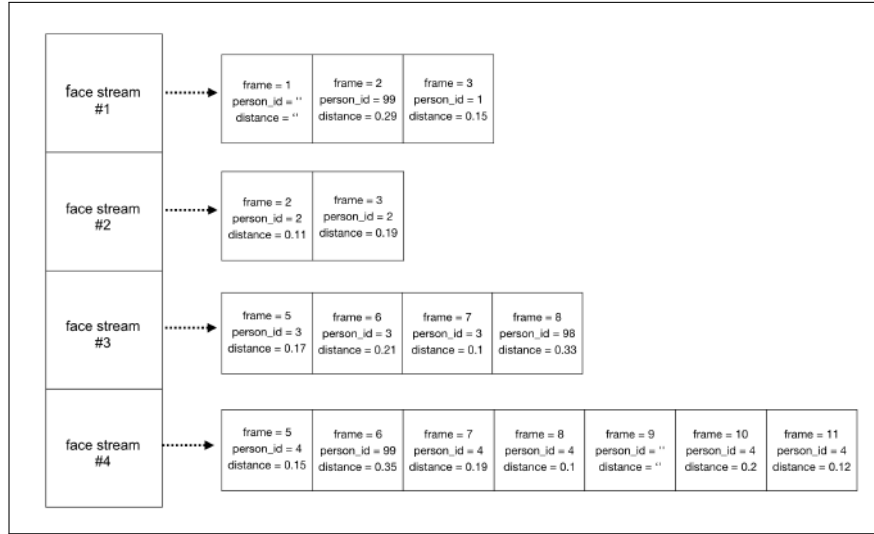 face stream
#1
frame = 1
person_id = ''
distance = ''
frame = 2
person_id = 99
distance = 0.29
frame = 3
person_id = 1
distance = 0.15
face stream
#2
frame = 2
person_id = 2
distance = 0.11
frame = 3
person_id = 2
distance = 0.19
face stream
#3
frame = 5
person_id = 3
distance = 0.17
frame = 6
person_id = 3
distance = 0.21
frame = 7
person_id = 3
distance = 0.1
frame = 8
person_id = 98
distance = 0.33
face stream
#4
frame = 5
person_id = 4
distance = 0.15
frame = 6
person_id = 99
distance = 0.35
frame = 7
person_id = 4
distance = 0.19
frame = 8
person_id = 4
distance = 0.1
frame = 9
person_id = ''
distance = ''
frame = 10
person_id = 4
distance = 0.2
frame = 11
person_id = 4
distance = 0.12